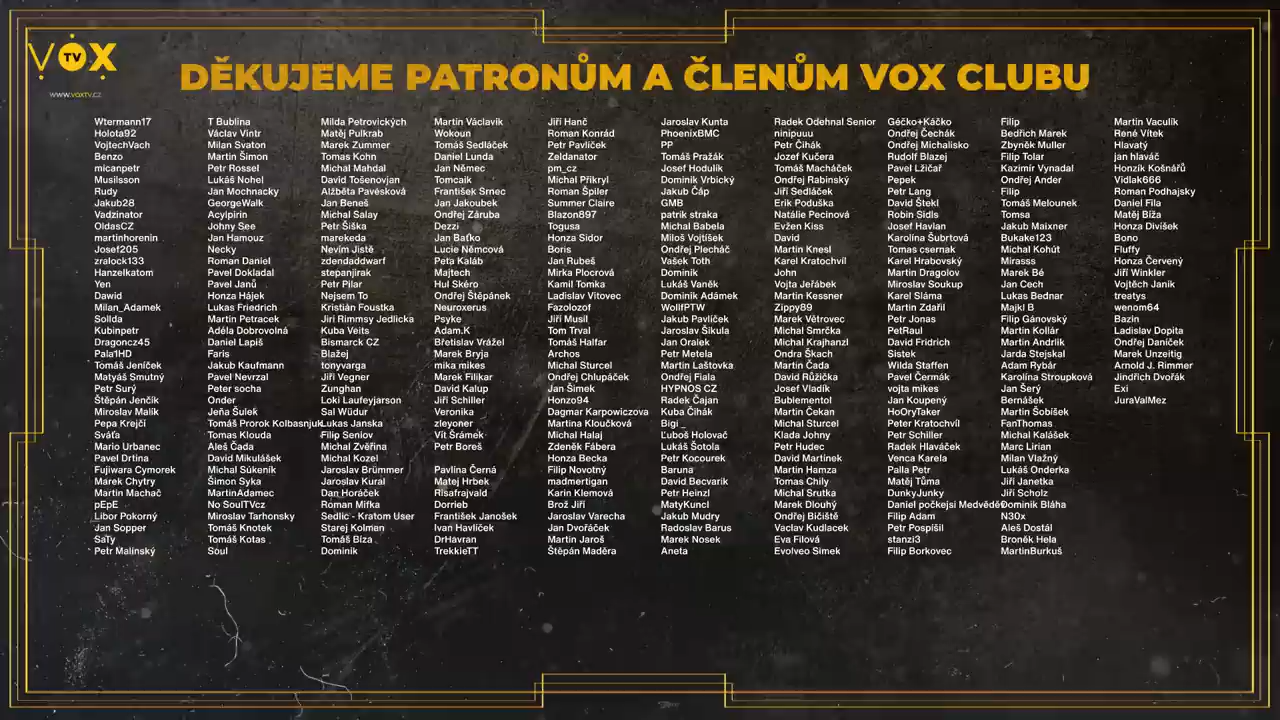 VOX TV
WWW.VOXTV.CZ
DĚKUJEME PATRONŮM A ČLENŮM VOX CLUBU
Wtermann17
Holota92
VojtechVach
Benzo
micanpetr
Musilsson
Rudy
Jakub28
Vadzinator
OldasCZ
martinhorenin
Josef205
zralock133
Hanzelkatom
Yen
Dawid
Milan_Adamek
Sollda
Kubinpetr
Dragoncz45
Pala1HD
Tomáš Jeníček
Matyáš Smutný
Petr Surý
Štěpán Jenčík
Miroslav Malík
Pepa Krejčí
Sváťa
Mario Urbanec
Pavel Drtina
Fujiwara Cymorek
Marek Chytry
Martin Machač
pEpE
Libor Pokorný
Jan Sopper
SaTy
Petr Malínský
T Bublina
Václav Vintr
Milan Svaton
Martin Šimon
Petr Rossel
Lukáš Nohel
Jan Mochnacky
GeorgeWalk
Acylpirin
Johny See
Jan Hamouz
Necky
Roman Daniel
Pavel Dokladal
Pavel Janů
Honza Hájek
Lukas Friedrich
Martin Petracek
Adéla Dobrovolná
Daniel Lapiš
Faris
Jakub Kaufmann
Pavel Nevrzal
Peter socha
Onder
Jeňa Šulek
Tomáš Prorok Kolbasnjuk
Tomas Klouda
Aleš Čada
David Mikulášek
Michal Súkeník
Šimon Syka
MartinAdamec
No SoulTVcz
Miroslav Tarhonsky
Tomáš Knotek
Tomáš Kotas
Soul
Milda Petrovických
Matěj Pulkrab
Marek Zummer
Tomas Kohn
Michal Mahdal
David Tošenovjan
Alžběta Pavésková
Jan Beneš
Michal Salay
Petr Šiška
marekeda
Nevím Jistě
zdendaddwarf
stepanjirak
Petr Pilar
Nejsem To
Kristián Foustka
Jiri Rimmsy Jedlicka
Kuba Veits
Bismarck CZ
Blažej
tonyvarga
Jiří Vegner
Zunghan
Loki Laufeyjarson
Sal Wüdur
Lukas Janska
Filip Seniov
Michal Zvěřina
Michal Kozel
Jaroslav Brümmer
Jaroslav Kural
Dan Horáček
Roman Miřka
Sedlic - Kratom User
Starej Kolman
Tomáš Bíza
Dominik
Martin Václavík
Wokoun
Tomáš Sedláček
Daniel Lunda
Jan Němec
Tomcaik
František Srnec
Jan Jakoubek
Ondřej Záruba
Dezzi
Jan Baťko
Lucie Němcová
Peťa Kaláb
Majtech
Hul Skéro
Ondřej Štěpánek
Neuroxerus
Psyke
Adam.K
Břetislav Vrážel
Marek Bryja
mika mikes
Marek Filikar
David Kalup
Jiří Schiller
Veronika
zleyoner
Vít Šrámek
Petr Boreš
Pavlína Černá
Matej Hrbek
Risafrajvald
Dorrieb
František Janošek
Ivan Havlíček
DrHavran
TrekkieTT
Jiří Hanč
Roman Konrád
Petr Pavlíček
Zeldanator
pm_cz
Michal Přikryl
Roman Špiler
Summer Claire
Blazon897
Togusa
Honza Sidor
Boris
Jan Rubeš
Mirka Plocrová
Kamil Tomka
Ladislav Vitovec
Fazolozof
Jiří Musil
Tom Trval
Tomáš Halfar
Archos
Michal Sturcel
Ondřej Chlupáček
Jan Šimek
Honzo94
Dagmar Karpowiczova
Martina Kloučková
Michal Halaj
Zdeněk Fábera
Honza Becka
Filip Novotný
madmertigan
Karin Klemová
Brož Jiří
Jaroslav Varecha
Jan Dvořáček
Martin Jaroš
Štěpán Maděra
Jaroslav Kunta
PhoenixBMC
PP
Tomáš Pražák
Josef Hodulík
Dominik Vrbický
Jakub Čáp
GMB
patrik straka
Michal Babela
Miloš Vojtíšek
Ondřej Plecháč
Vašek Toth
Dominik
Lukáš Vaněk
Dominik Adámek
WolfPTW
Jakub Pavlíček
Jaroslav Šikula
Jan Oralek
Petr Metela
Martin Laštovka
Ondřej Fiala
HYPNOS CZ
Radek Čajan
Kuba Čihák
Bigi _
Ľuboš Holovač
Lukáš Šotola
Petr Kocourek
Baruna
David Becvarik
Petr Heinzl
MatyKuncl
Jakub Mudry
Radoslav Barus
Marek Nosek
Aneta
Radek Odehnal Senior
ninipuuu
Petr Čihák
Jozef Kučera
Tomáš Macháček
Ondřej Rabinský
Jiří Sedláček
Erik Poduška
Natálie Pecinová
Evžen Kiss
David
Martin Knesl
Karel Kratochvíl
John
Vojta Jeřábek
Martin Kessner
Zippy89
Marek Větrovec
Michal Smrčka
Michal Krajhanzl
Ondra Škach
Martin Čada
David Růžička
Josef Vladík
Bublementol
Martin Čekan
Michal Sturcel
Klada Johny
Petr Hudec
David Martinek
Martin Hamza
Tomas Chily
Michal Srutka
Marek Dlouhý
Ondřej Bičiště
Vaclav Kudlacek
Eva Filová
Evolveo Simek
Géčko+Káčko
Ondřej Čechák
Ondřej Michalisko
Rudolf Blazej
Pavel Lžičař
Pepek
Petr Lang
David Štekl
Robin Sidls
Josef Havlan
Karolína Šubrtová
Tomas csernak
Karel Hrabovský
Martin Dragolov
Miroslav Soukup
Karel Sláma
Martin Zdařil
Petr Jonas
PetRaul
David Fridrich
Sistek
Wilda Staffen
Pavel Čermák
vojta mikes
Jan Koupený
HoOryTaker
Peter Kratochvíl
Petr Schiller
Radek Hlaváček
Venca Karela
Palla Petr
Matěj Tůma
DunkyJunky
Daniel počkejsi Medvěděv
Filip Adam
Petr Pospíšil
stanzi3
Filip Borkovec
Filip
Bedřich Marek
Zbyněk Muller
Filip Tolar
Kazimír Vynadal
Ondřej Ander
Filip
Tomáš Melounek
Tomsa
Jakub Maixner
Bukake123
Michal Kohút
Mirasss
Marek Bé
Jan Cech
Lukas Bednar
Majkl B
Filip Gánovský
Martin Kollár
Martin Andrlik
Jarda Stejskal
Adam Rybár
Karolína Stroupková
Jan Šerý
Bernášek
Martin Šobíšek
FanThomas
Michal Kalášek
Marc Lirian
Milan Vlažný
Lukáš Onderka
Jiří Janetka
Jiří Scholz
Dominik Bláha
N30x
Aleš Dostál
Broněk Hela
MartinBurkuš
Martin Vaculík
René Vítek
Hlavatý
jan hlaváč
Honzík Košnářů
Vidlak666
Roman Podhajsky
Daniel Fila
Matěj Bíža
Honza Divíšek
Bono
Fluffy
Honza Červený
Jiří Winkler
Vojtěch Janík
treatys
wenom64
Bazin
Ladislav Dopita
Ondřej Daníček
Marek Unzeitig
Arnold J. Rimmer
Jindřich Dvořák
Exi
JuraValMez